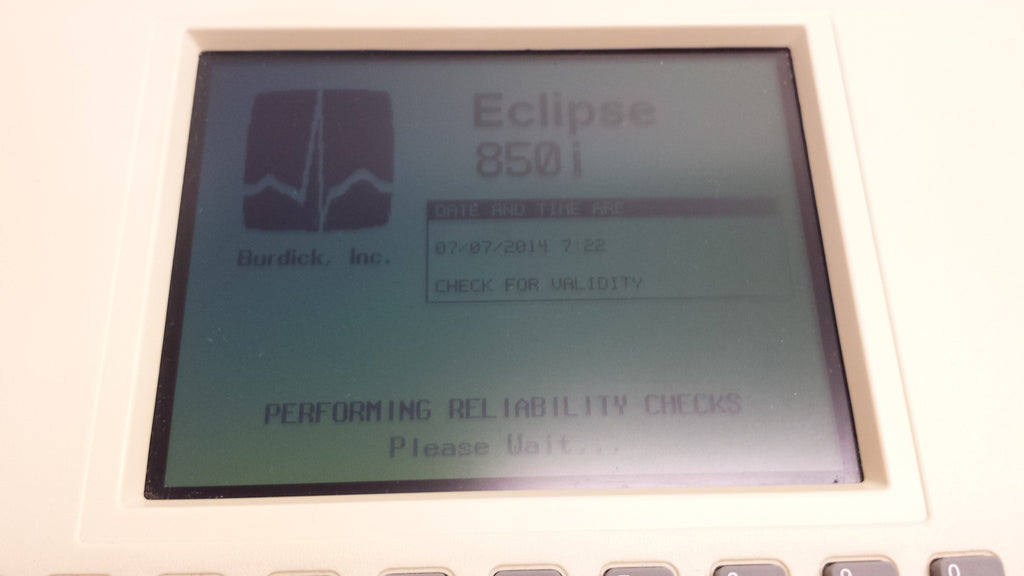 Eclipse
850i
Burdick, Inc.
DATE AND TIME ARE
07/07/2014 7:22
CHECK FOR VALIDITY
PERFORMING RELIABILITY CHECKS
Please Wait...